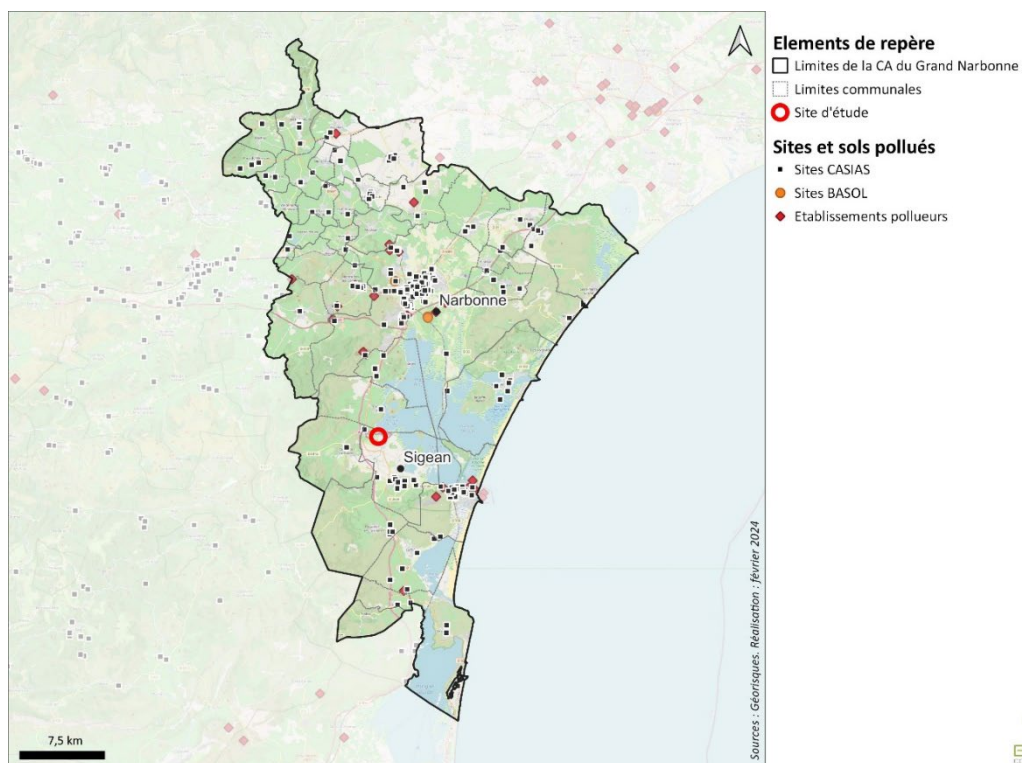 Narbonne
Sigean
7,5 km
Sources : Géorisques. Réalisation : février 2024
Elements de repère
Limites de la CA du Grand Narbonne
Limites communales
Site d'étude
Sites et sols pollués
Sites CASIAS
Sites BASOL
Etablissements pollueurs